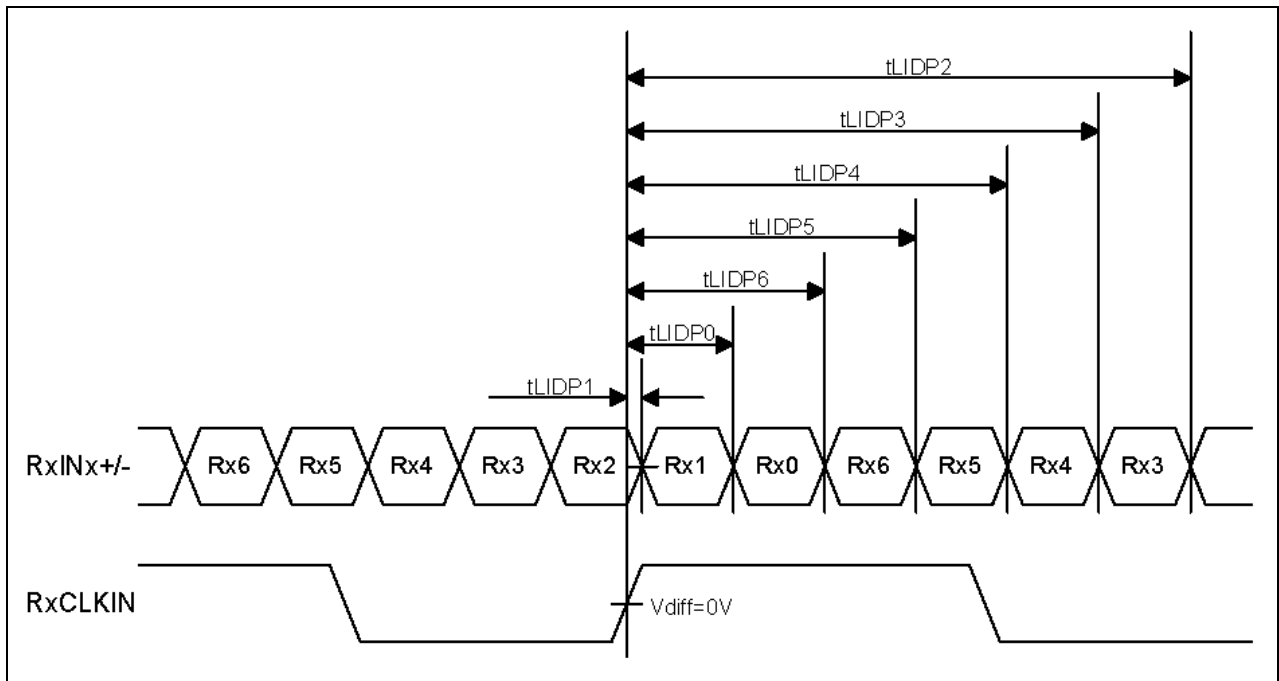 tLIDP2
tLIDP3
tLIDP4
tLIDP5
tLIDP6
tLIDP0
tLIDP1
RxINx+/- Rx6 Rx5 Rx4 Rx3 Rx2 Rx1 Rx0 Rx6 Rx5 Rx4 Rx3
RxCLKIN Vdiff=0V